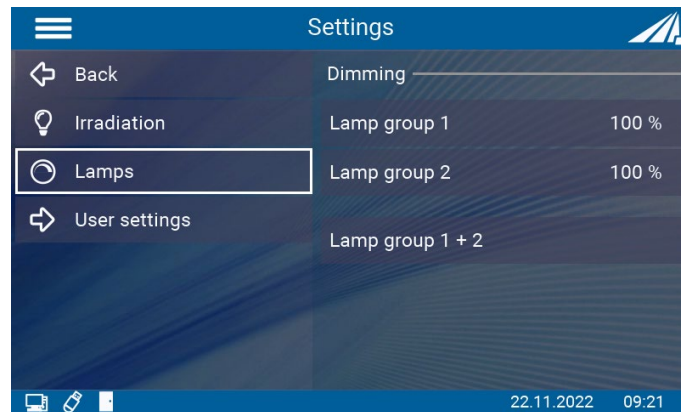 Settings
Back
Irradiation
Lamps
User settings
Dimming
Lamp group 1 100 %
Lamp group 2 100 %
Lamp group 1 + 2
22.11.2022 09:21